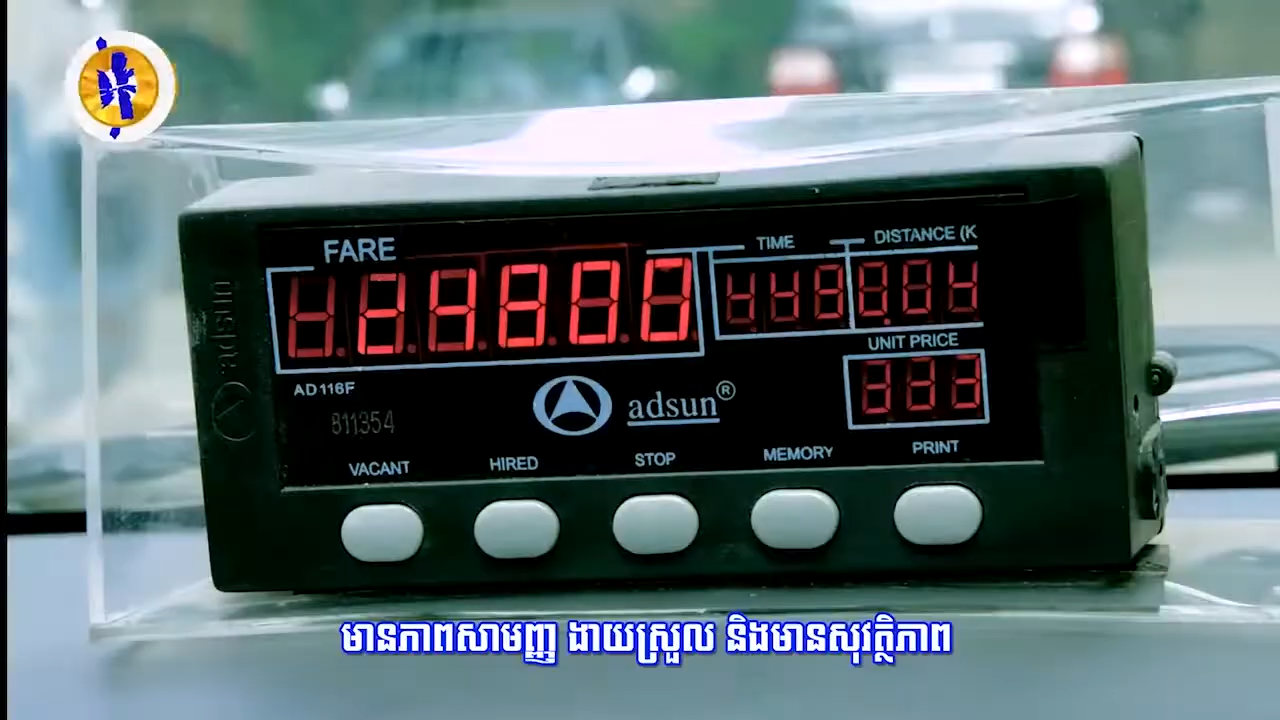 FARE
TIME
DISTANCE (K
UNIT PRICE
adsun
AD116F
811354
adsun®
VACANT
HIRED
STOP
MEMORY
PRINT
មានភាពសាមញ្ញ ងាយស្រួល និងមានសុវត្ថិភាព